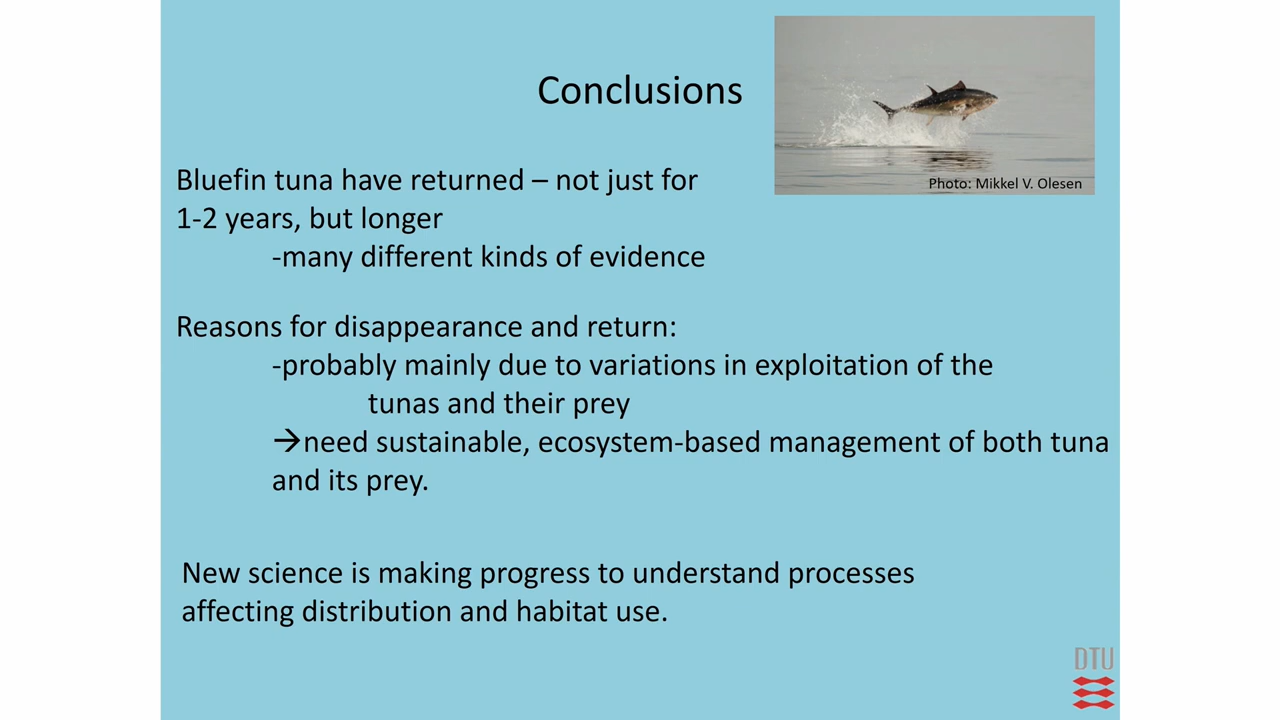 Conclusions
Photo: Mikkel V. Olesen
Bluefin tuna have returned – not just for
1-2 years, but longer
-many different kinds of evidence
Reasons for disappearance and return:
-probably mainly due to variations in exploitation of the
tunas and their prey
→need sustainable, ecosystem-based management of both tuna
and its prey.
New science is making progress to understand processes
affecting distribution and habitat use.
DTU